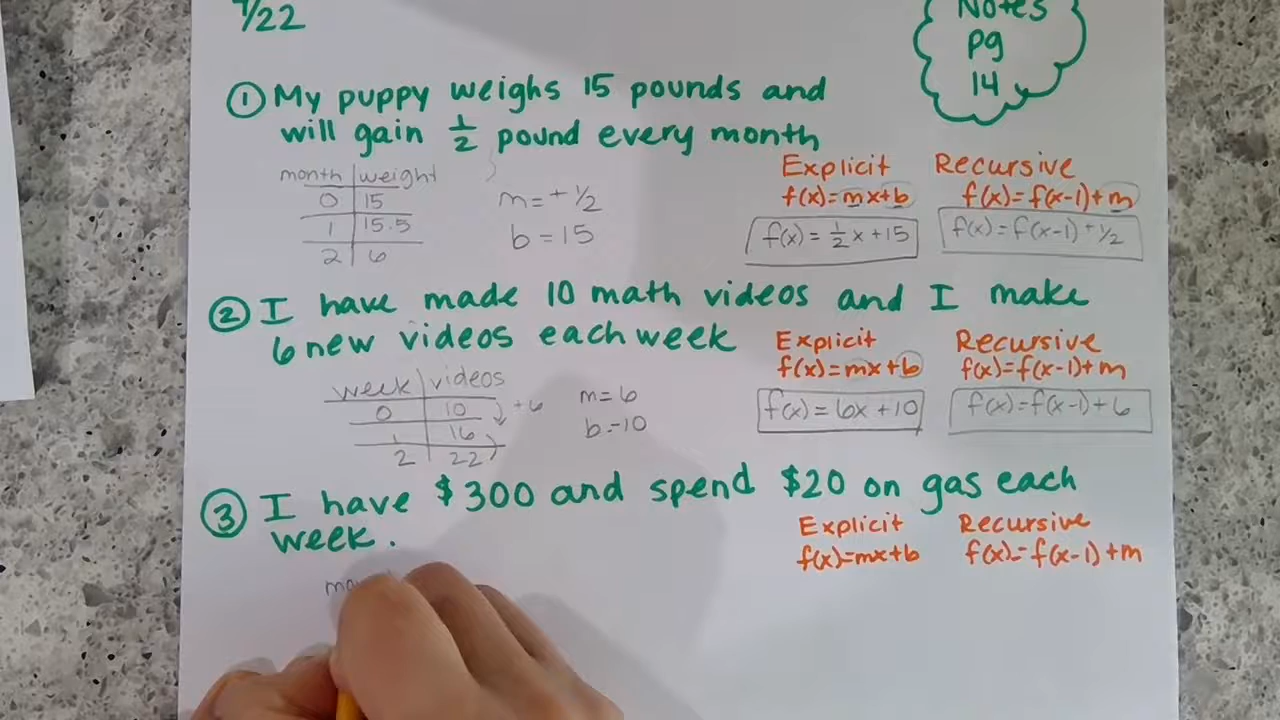 9/22
Notes
pg
14
① My puppy weighs 15 pounds and
will gain 1/2 pound every month
month weight
0 15
1 15.5
2 6
m=+1/2
b=15
Explicit
f(x)=mx+b
f(x)=1/2x+15
Recursive
f(x)=f(x-1)+m
f(x)=f(x-1)+1/2
② I have made 10 math videos and I make
6 new videos each week
week videos
0 10
1 16
2 22
+6
m=6
b=10
Explicit
f(x)=mx+b
f(x)=6x+10
Recursive
f(x)=f(x-1)+m
f(x)=f(x-1)+6
③ I have $300 and spend $20 on gas each
week.
Explicit
f(x)=mx+b
Recursive
f(x)=f(x-1)+m